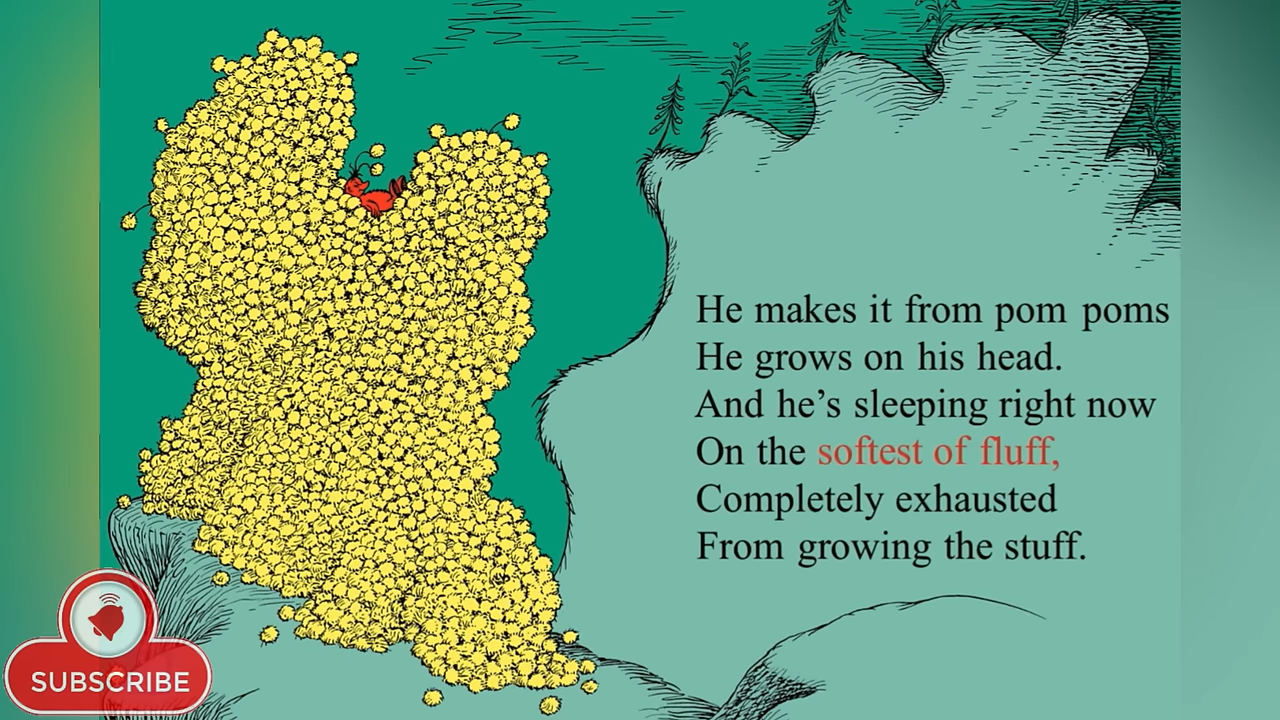 He makes it from pom poms
He grows on his head.
And he's sleeping right now
On the softest of fluff,
Completely exhausted
From growing the stuff.
SUBSCRIBE